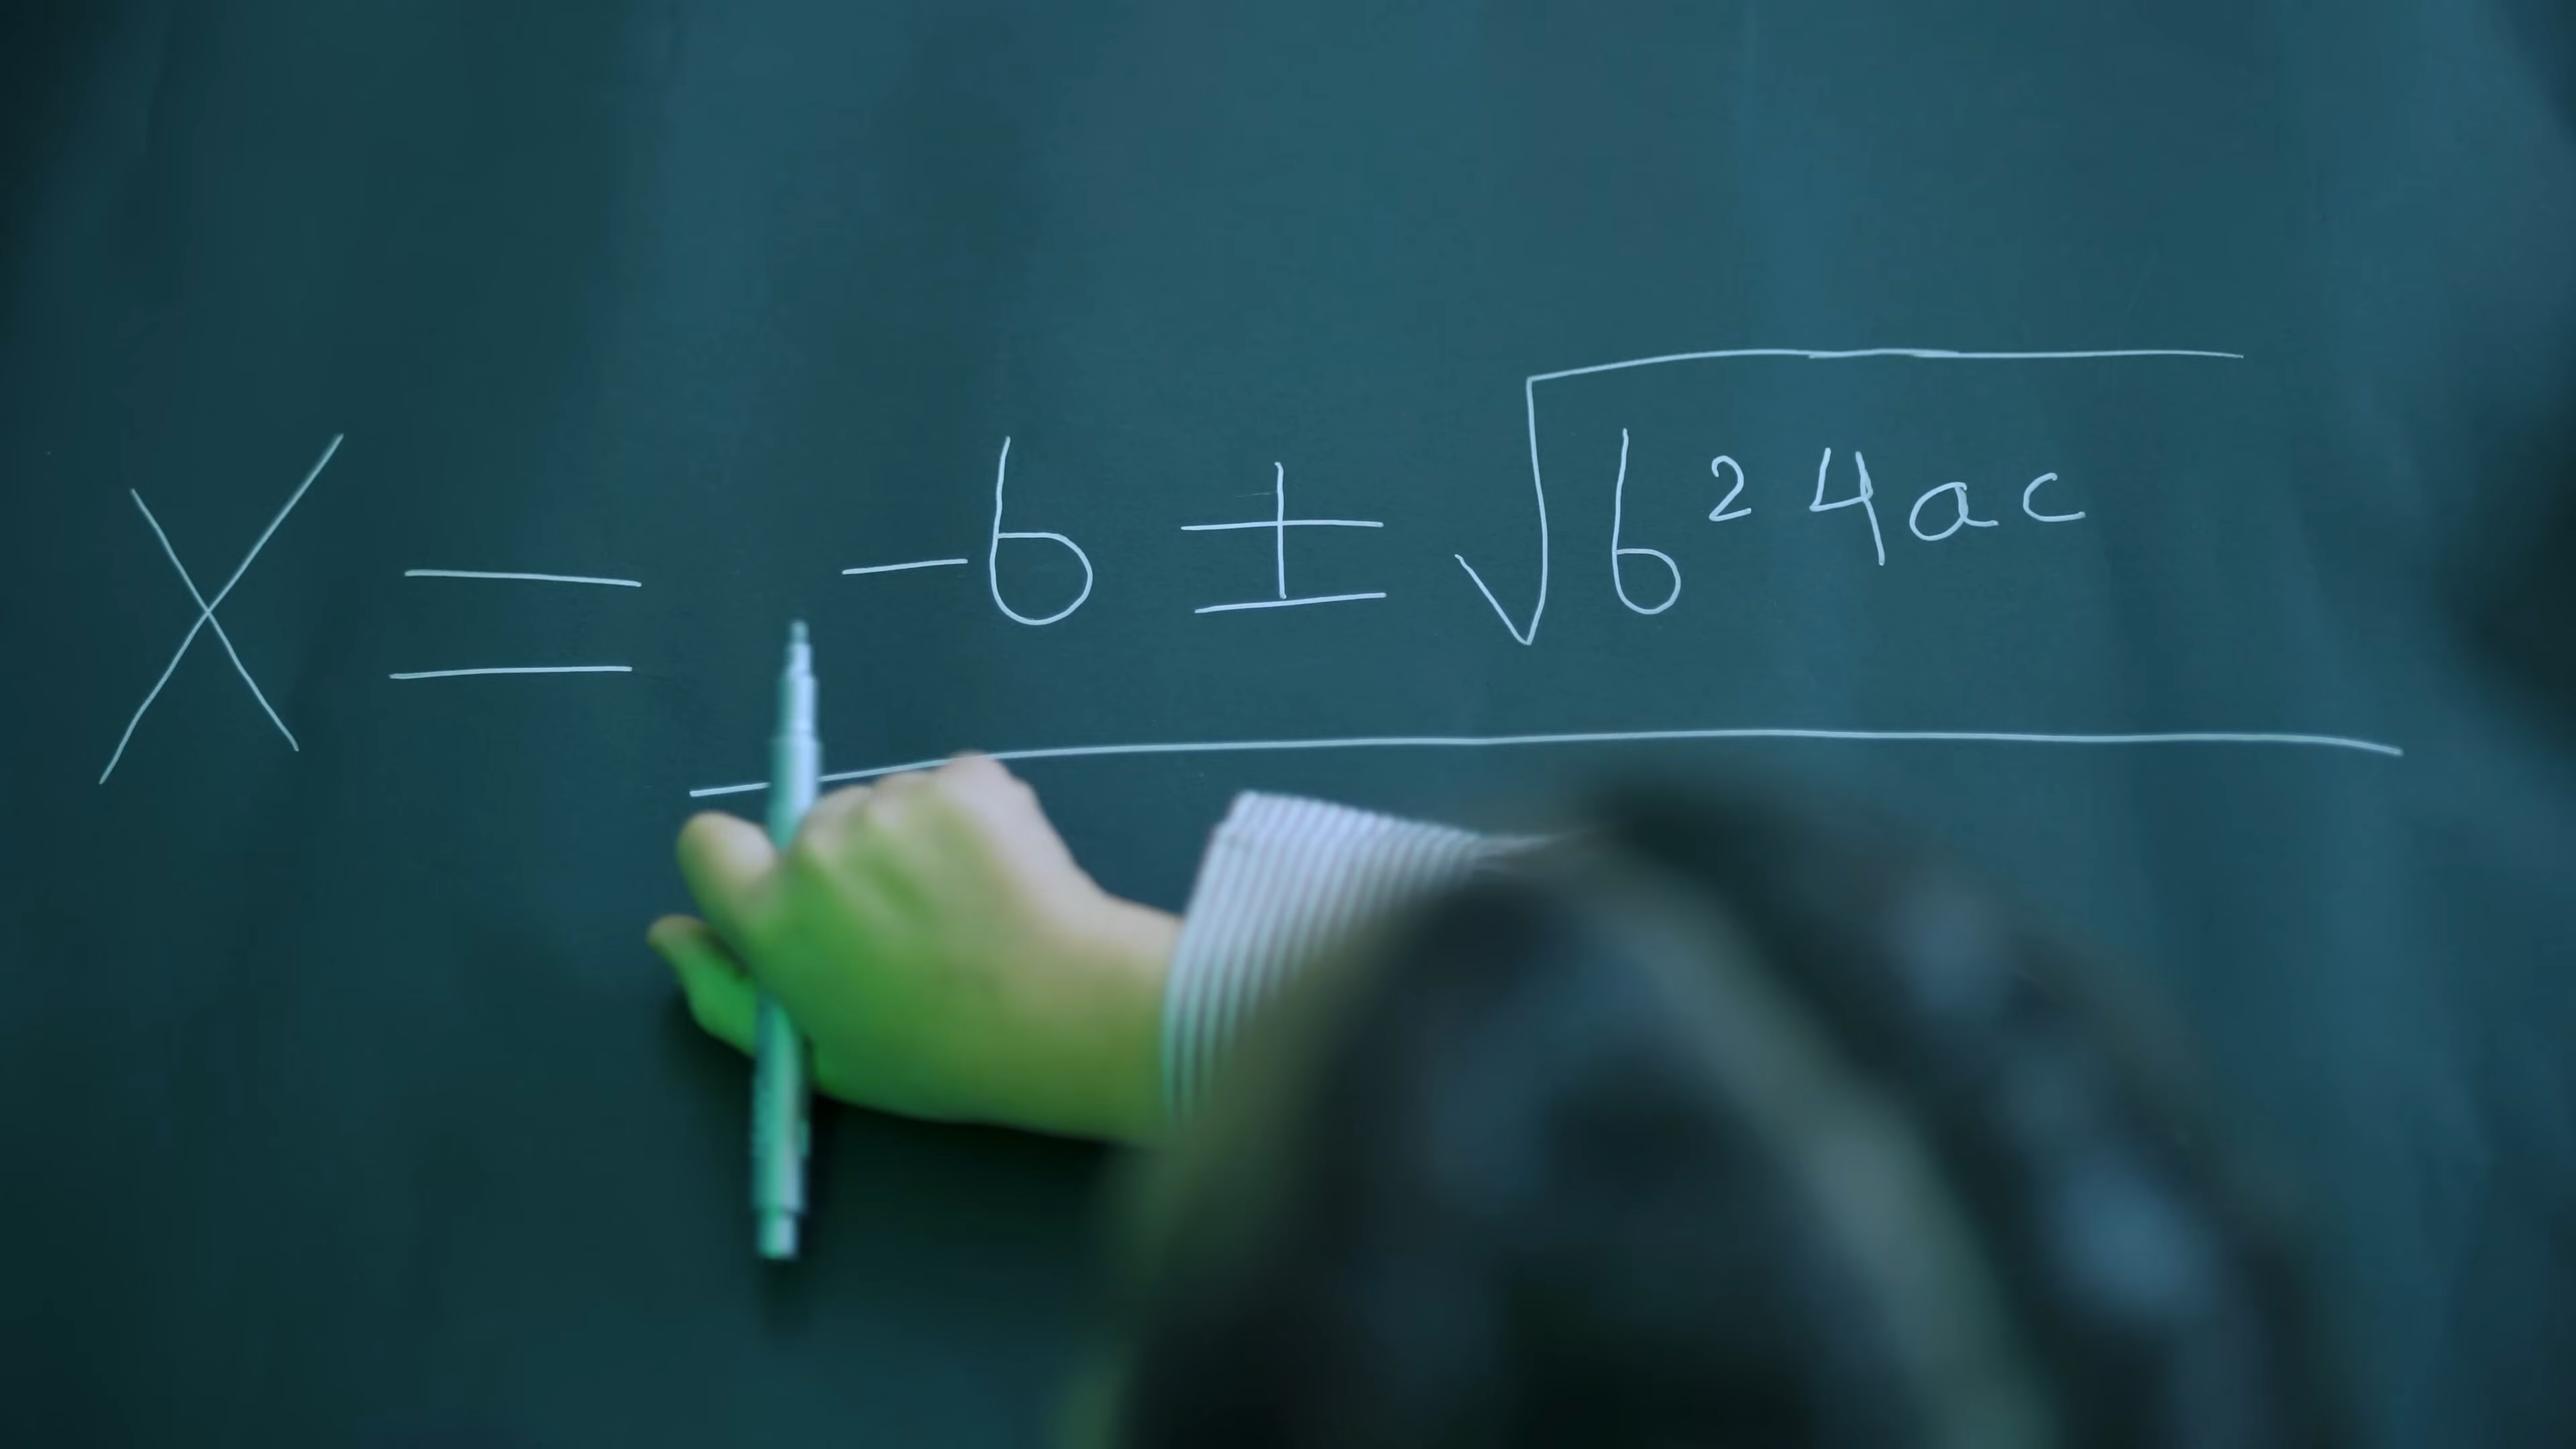 X = -b ± √b² 4ac